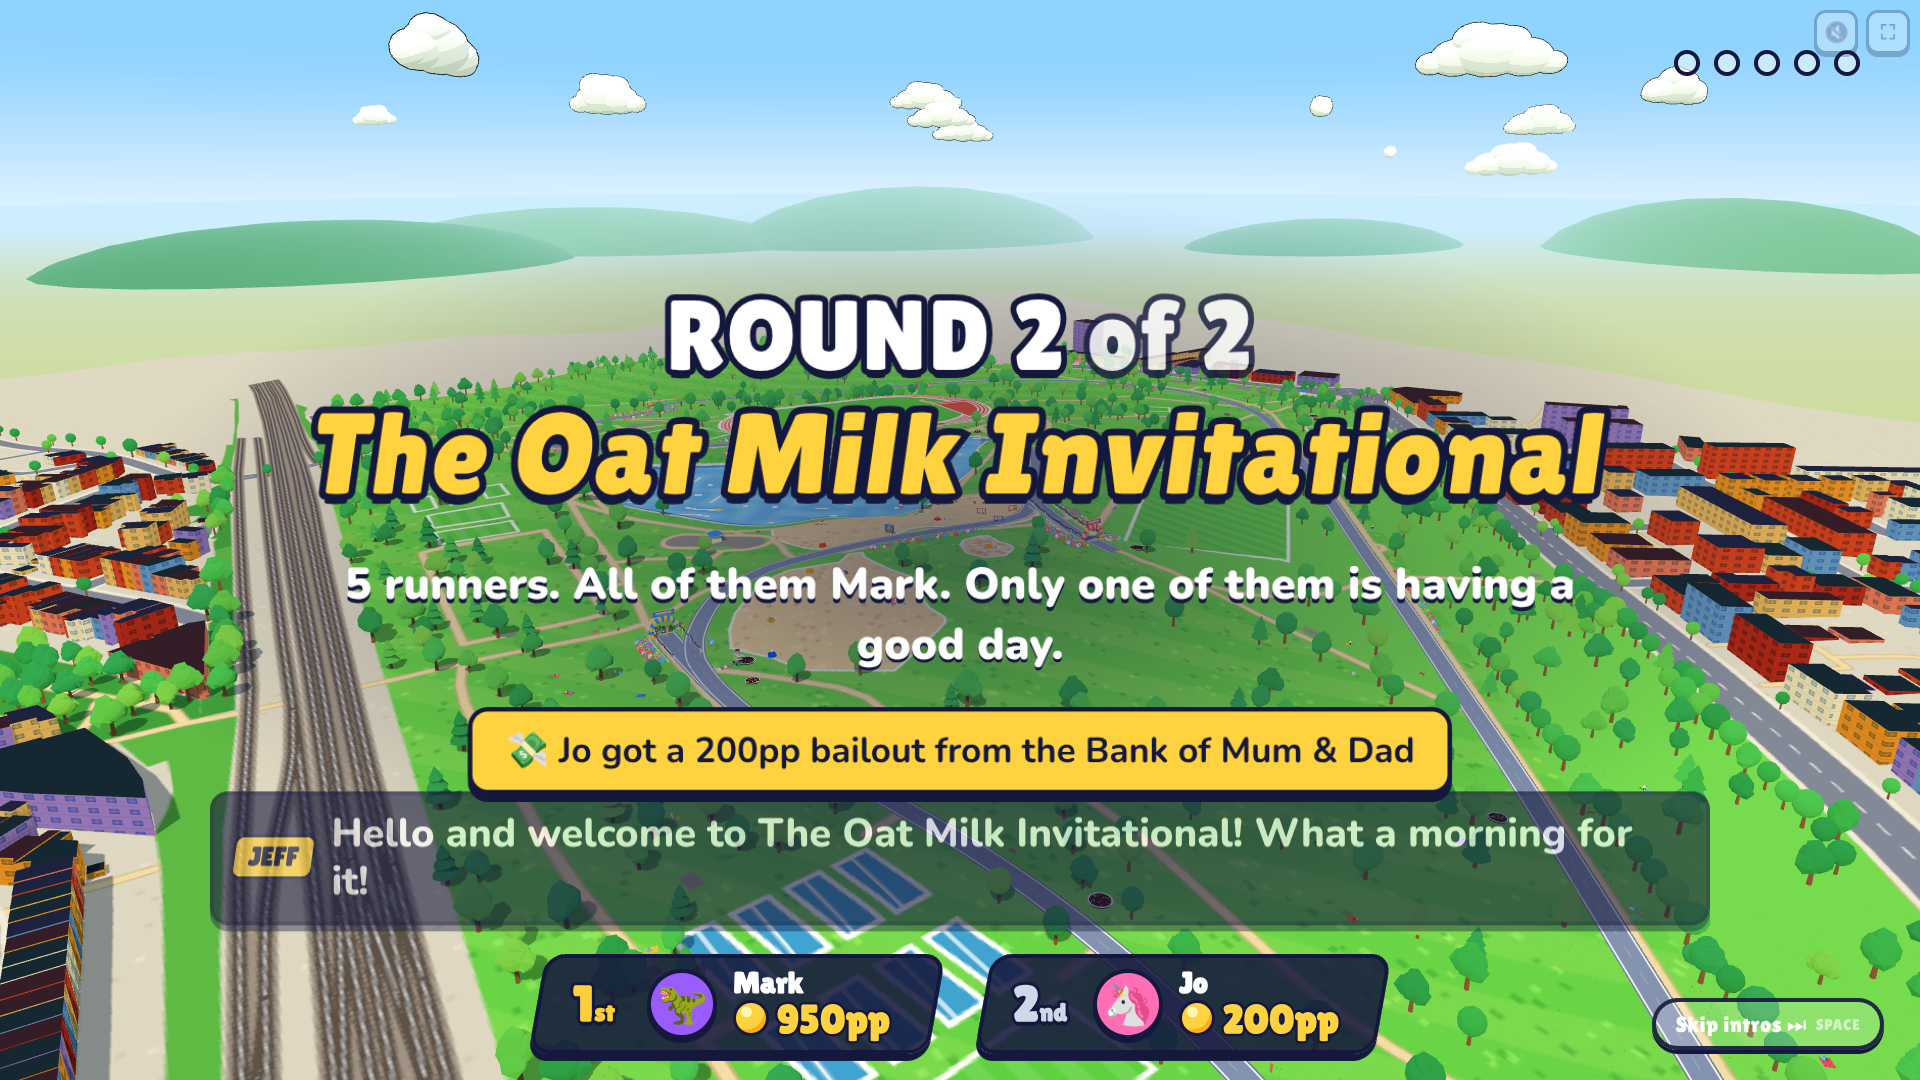 ROUND 2 of 2
The Oat Milk Invitational
5 runners. All of them Mark. Only one of them is having a
good day.
💸 Jo got a 200pp bailout from the Bank of Mum & Dad
JEFF
Hello and welcome to The Oat Milk Invitational! What a morning for
it!
1st
Mark
950pp
2nd
Jo
200pp
Skip intros ⏭ SPACE